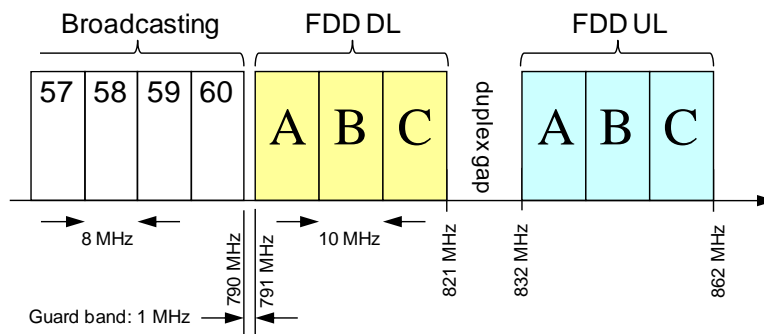 Broadcasting FDD DL FDD UL
57 58 59 60
A B C
duplex gap
A B C
8 MHz
10 MHz
790 MHz
791 MHz
821 MHz
832 MHz
862 MHz
Guard band: 1 MHz